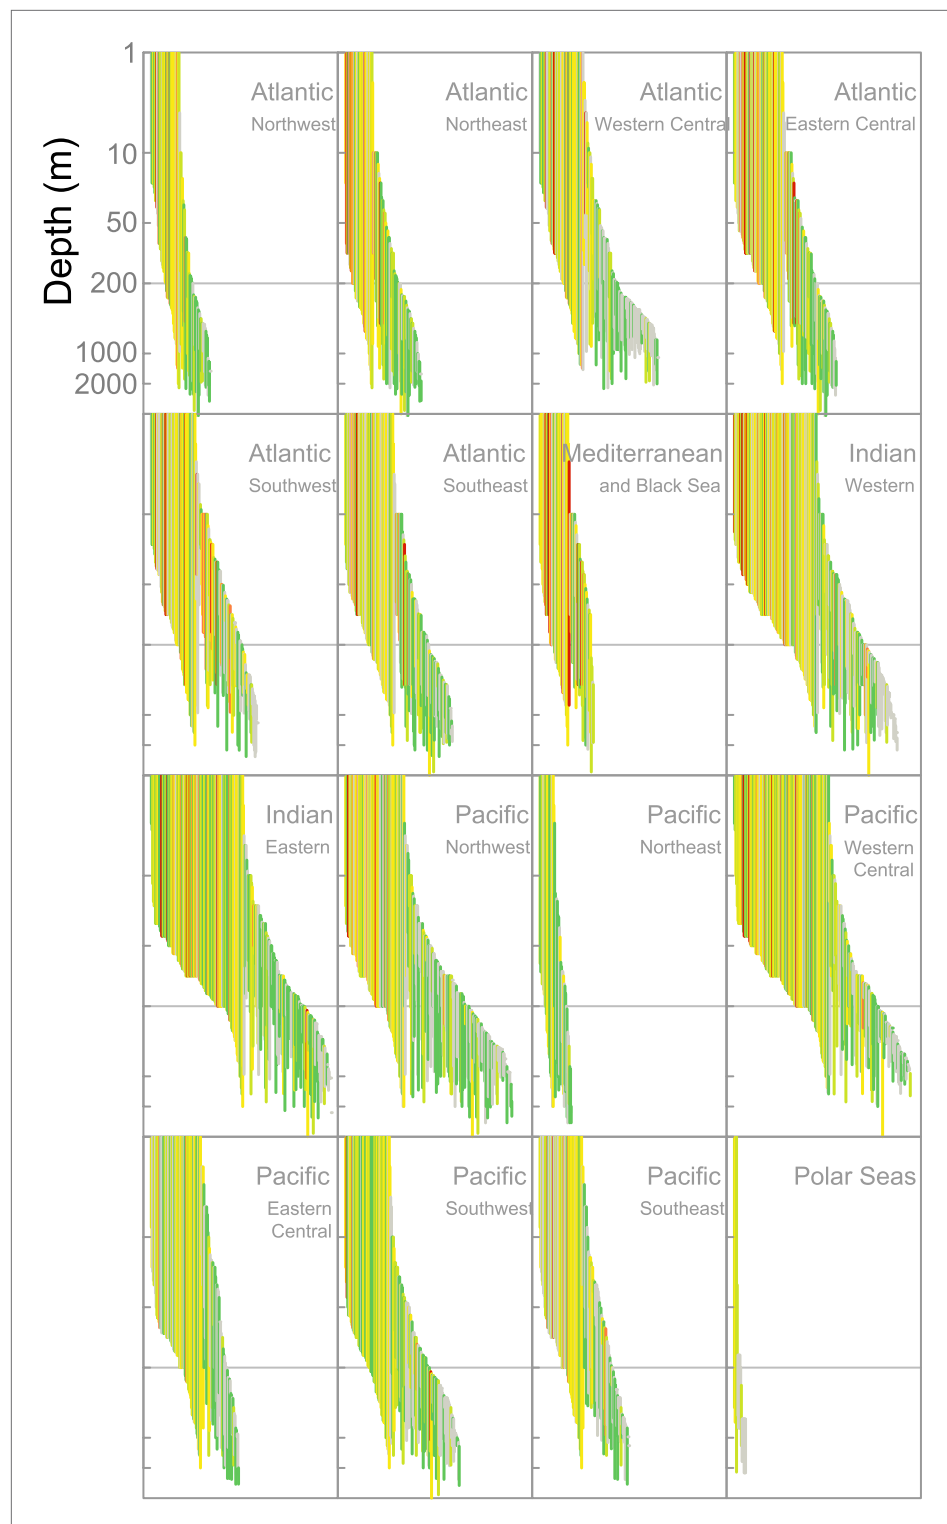 1
10
50
200
1000
2000
Depth (m)
Atlantic
Northwest
Atlantic
Northeast
Atlantic
Western Central
Atlantic
Eastern Central
Atlantic
Southwest
Atlantic
Southeast
Mediterranean
and Black Sea
Indian
Western
Indian
Eastern
Pacific
Northwest
Pacific
Northeast
Pacific
Western
Central
Pacific
Eastern
Central
Pacific
Southwest
Pacific
Southeast
Polar Seas